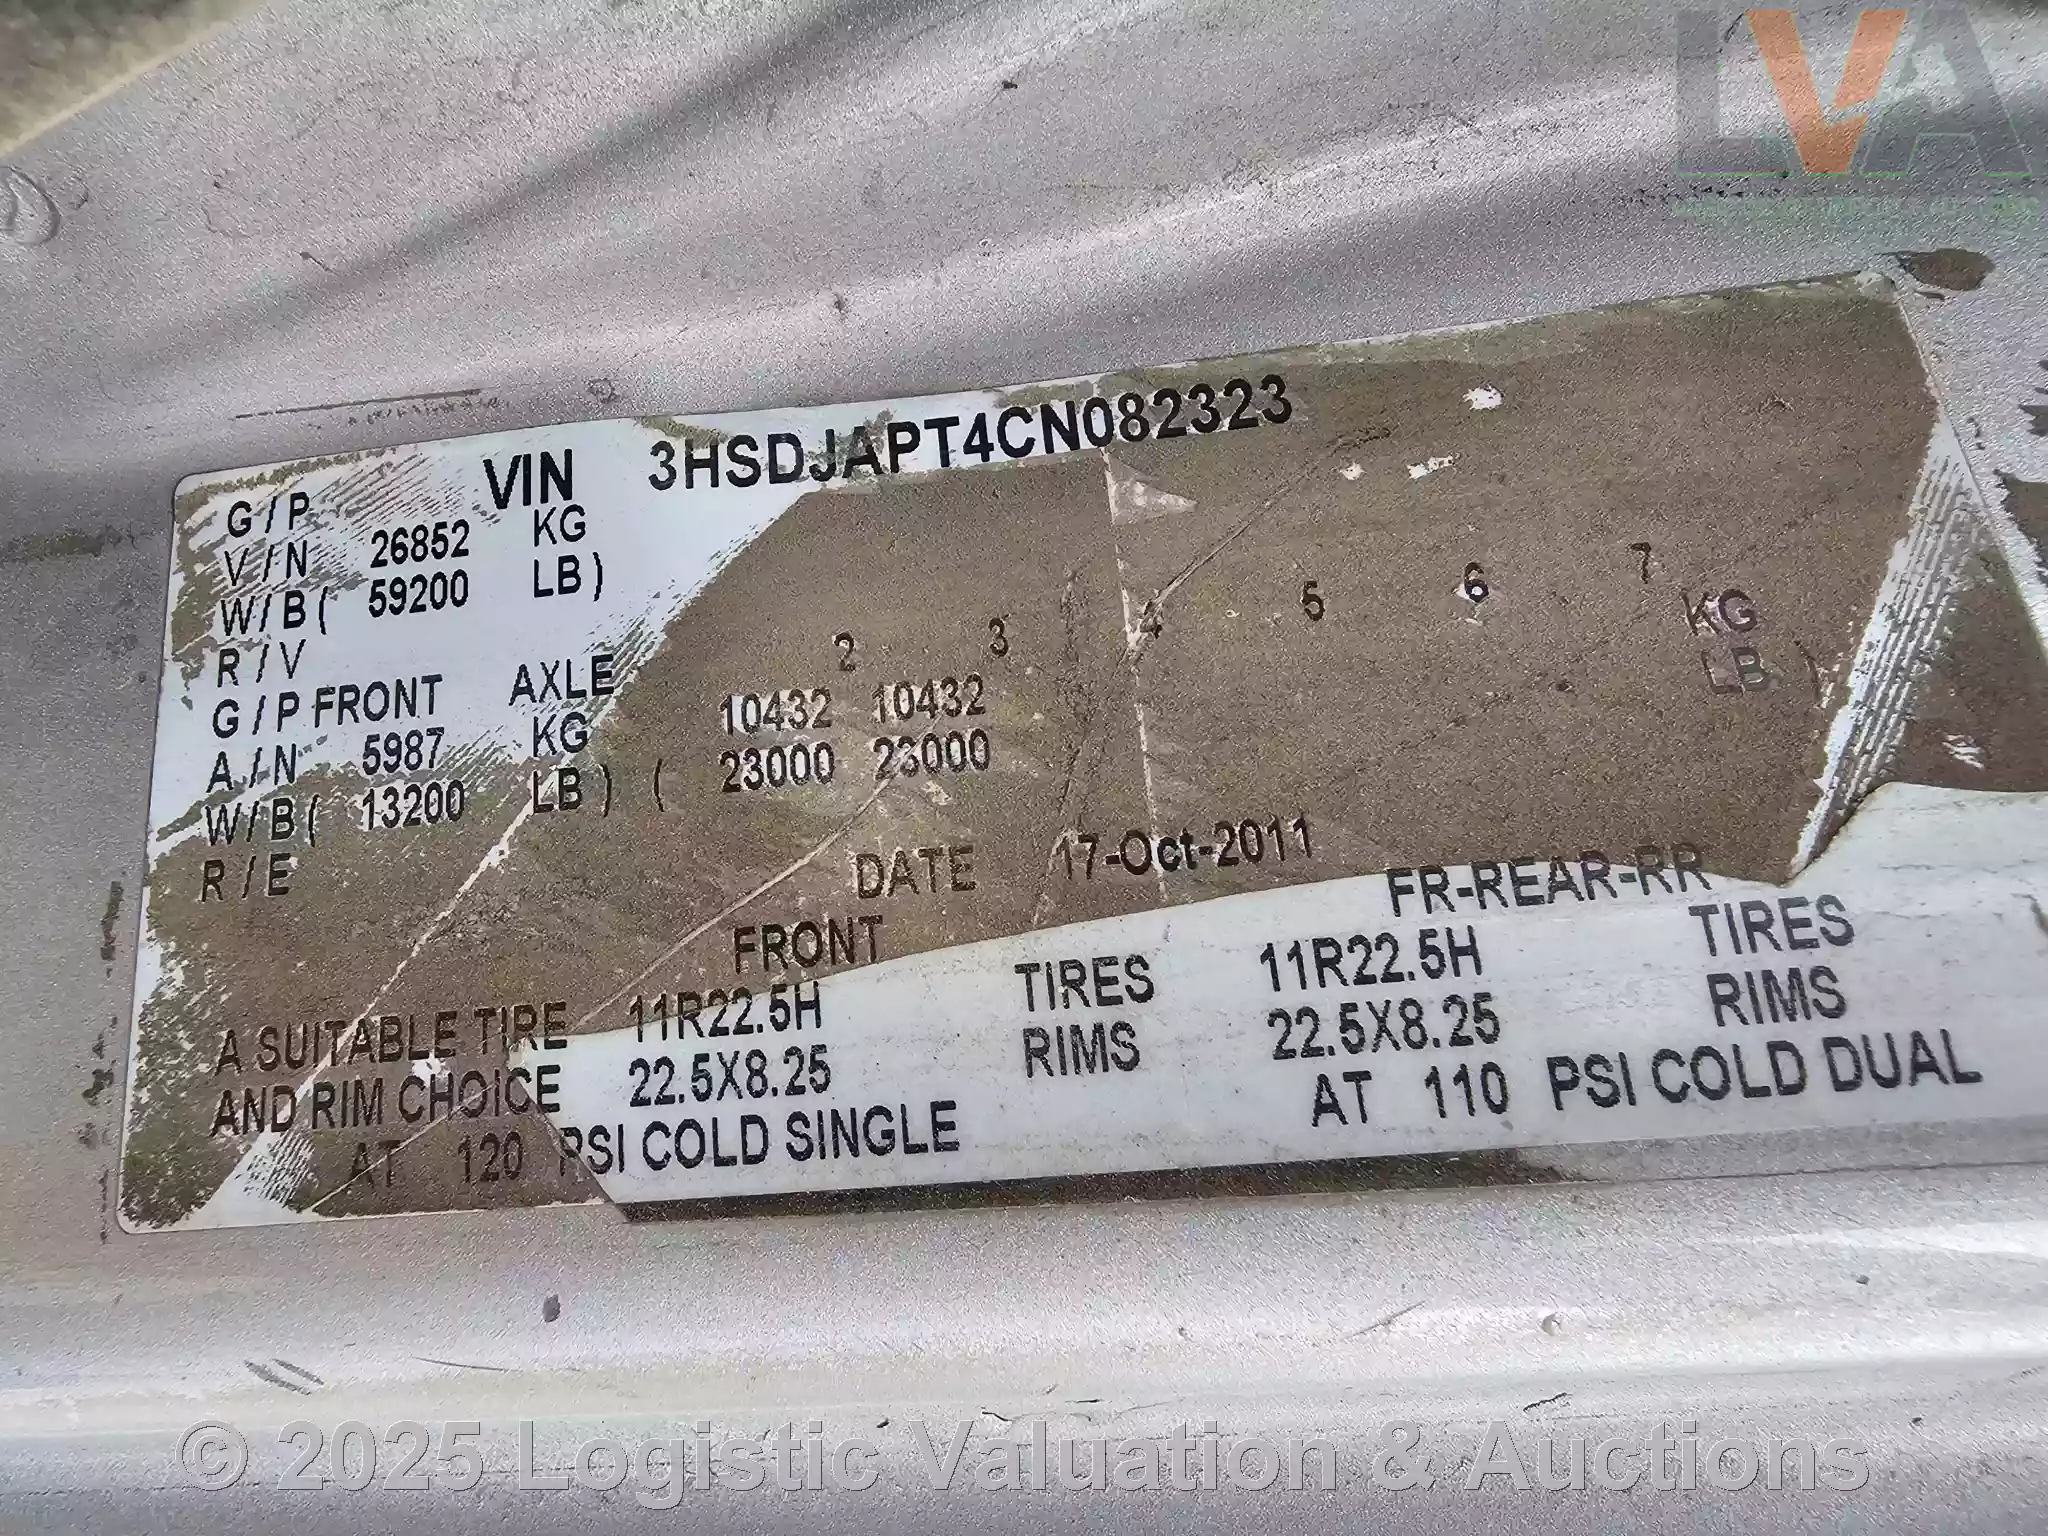 LVA
VIN 3HSDJAPT4CN082323
G/P
V/N 26852 KG
W/B( 59200 LB)
R/V
2 3 4 5 6 7
G/P FRONT AXLE KG
A/N 5987 KG 10432 10432 LB )
W/B( 13200 LB) ( 23000 23000
R/E
DATE 17-Oct-2011
FRONT FR-REAR-RR
A SUITABLE TIRE 11R22.5H TIRES 11R22.5H TIRES
AND RIM CHOICE 22.5X8.25 RIMS 22.5X8.25 RIMS
AT 120 PSI COLD SINGLE AT 110 PSI COLD DUAL
© 2025 Logistic Valuation & Auctions